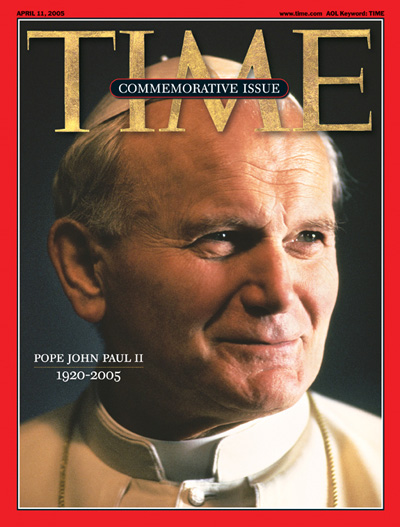 APRIL 11, 2005
www.time.com AOL Keyword: TIME
TIME
COMMEMORATIVE ISSUE
POPE JOHN PAUL II
1920-2005